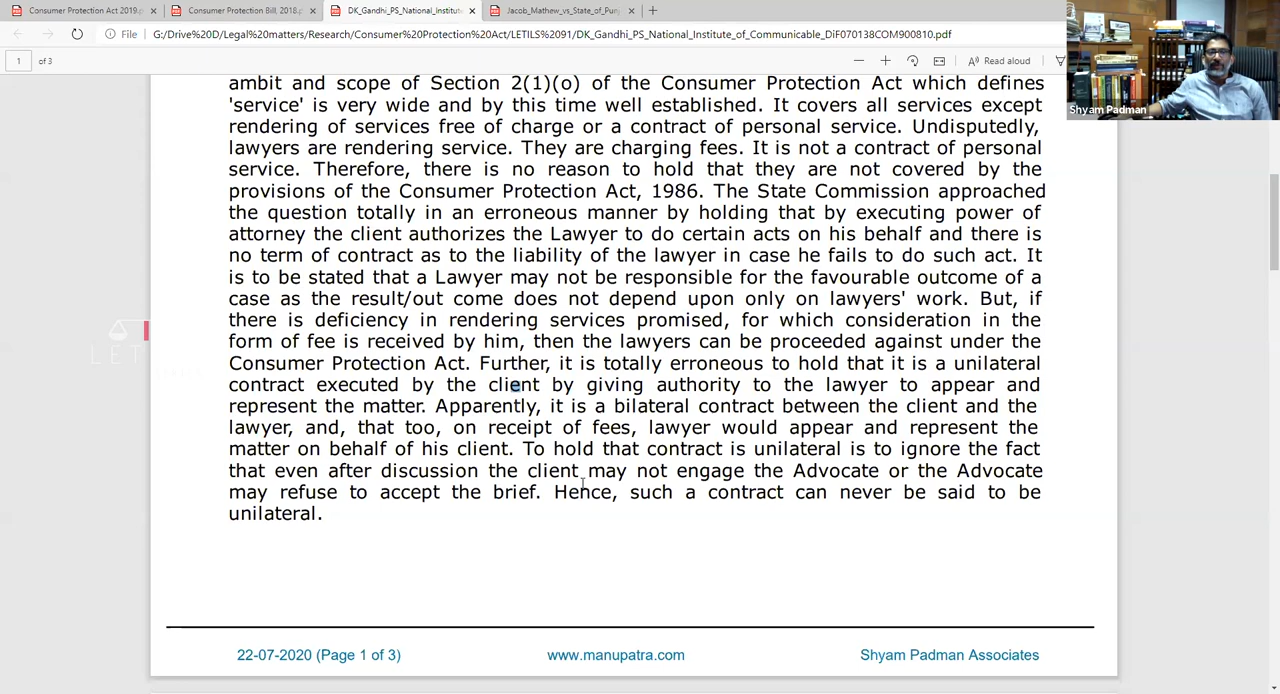 Consumer Protection Act 2019.p
Consumer Protection Bill, 2018.p
DK_Gandhi_PS_National_Institute
Jacob_Mathew_vs_State_of_Pun
File
G:/Drive%20D/Legal%20matters/Research/Consumer%20Protection%20Act/LETILS%2091/DK_Gandhi_PS_National_Institute_of_Communicable_DiF070138COM900810.pdf
1 of 3
Read aloud
Shyam Padman
ambit and scope of Section 2(1)(o) of the Consumer Protection Act which defines
'service' is very wide and by this time well established. It covers all services except
rendering of services free of charge or a contract of personal service. Undisputedly,
lawyers are rendering service. They are charging fees. It is not a contract of personal
service. Therefore, there is no reason to hold that they are not covered by the
provisions of the Consumer Protection Act, 1986. The State Commission approached
the question totally in an erroneous manner by holding that by executing power of
attorney the client authorizes the Lawyer to do certain acts on his behalf and there is
no term of contract as to the liability of the lawyer in case he fails to do such act. It
is to be stated that a Lawyer may not be responsible for the favourable outcome of a
case as the result/out come does not depend upon only on lawyers' work. But, if
there is deficiency in rendering services promised, for which consideration in the
form of fee is received by him, then the lawyers can be proceeded against under the
Consumer Protection Act. Further, it is totally erroneous to hold that it is a unilateral
contract executed by the client by giving authority to the lawyer to appear and
represent the matter. Apparently, it is a bilateral contract between the client and the
lawyer, and, that too, on receipt of fees, lawyer would appear and represent the
matter on behalf of his client. To hold that contract is unilateral is to ignore the fact
that even after discussion the client may not engage the Advocate or the Advocate
may refuse to accept the brief. Hence, such a contract can never be said to be
unilateral.
LET
22-07-2020 (Page 1 of 3) www.manupatra.com Shyam Padman Associates